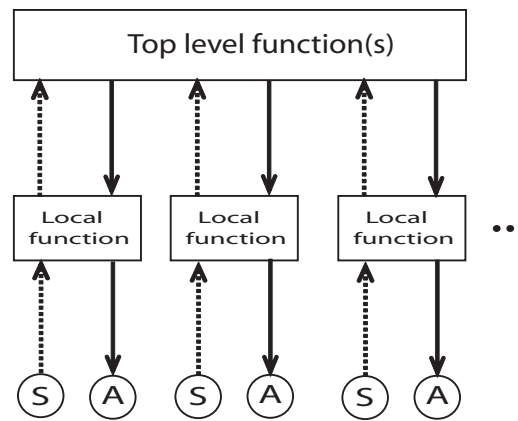 Top level function(s)
Local function
Local function
Local function
..
S A S A S A